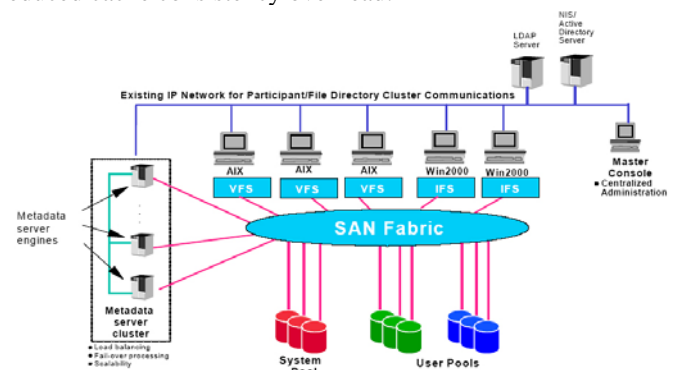 NIS/
Active
Directory
Server
LDAP
Server
Existing IP Network for Participant/File Directory Cluster Communications
AIX
AIX
AIX
Win2000
Win2000
Master
Console
■ Centralized
Administration
VFS
VFS
VFS
IFS
IFS
Metadata
server
engines
SAN Fabric
Metadata
server
cluster
● Load balancing
● Fail-over processing
● Scalability
System
User Pools